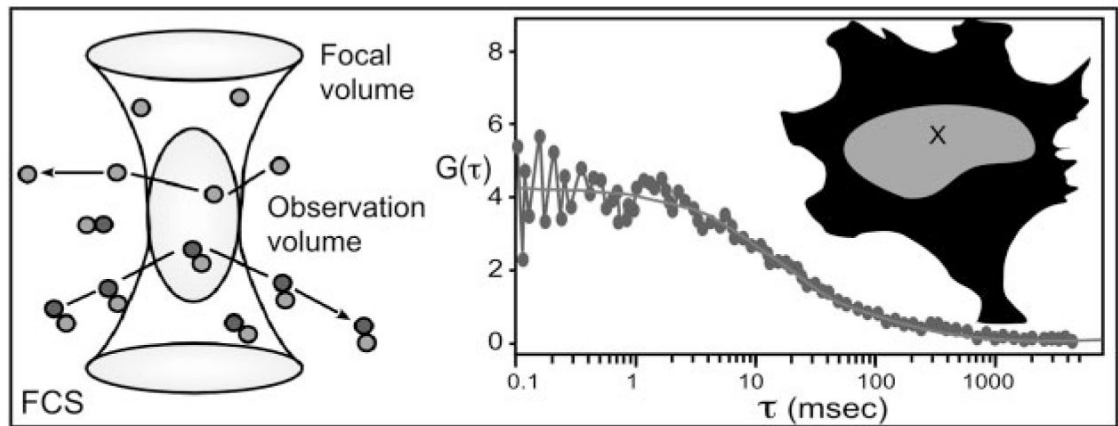 Focal
volume
Observation
volume
FCS
G(τ)
8
6
4
2
0
X
0.1
1
10
100
1000
τ (msec)